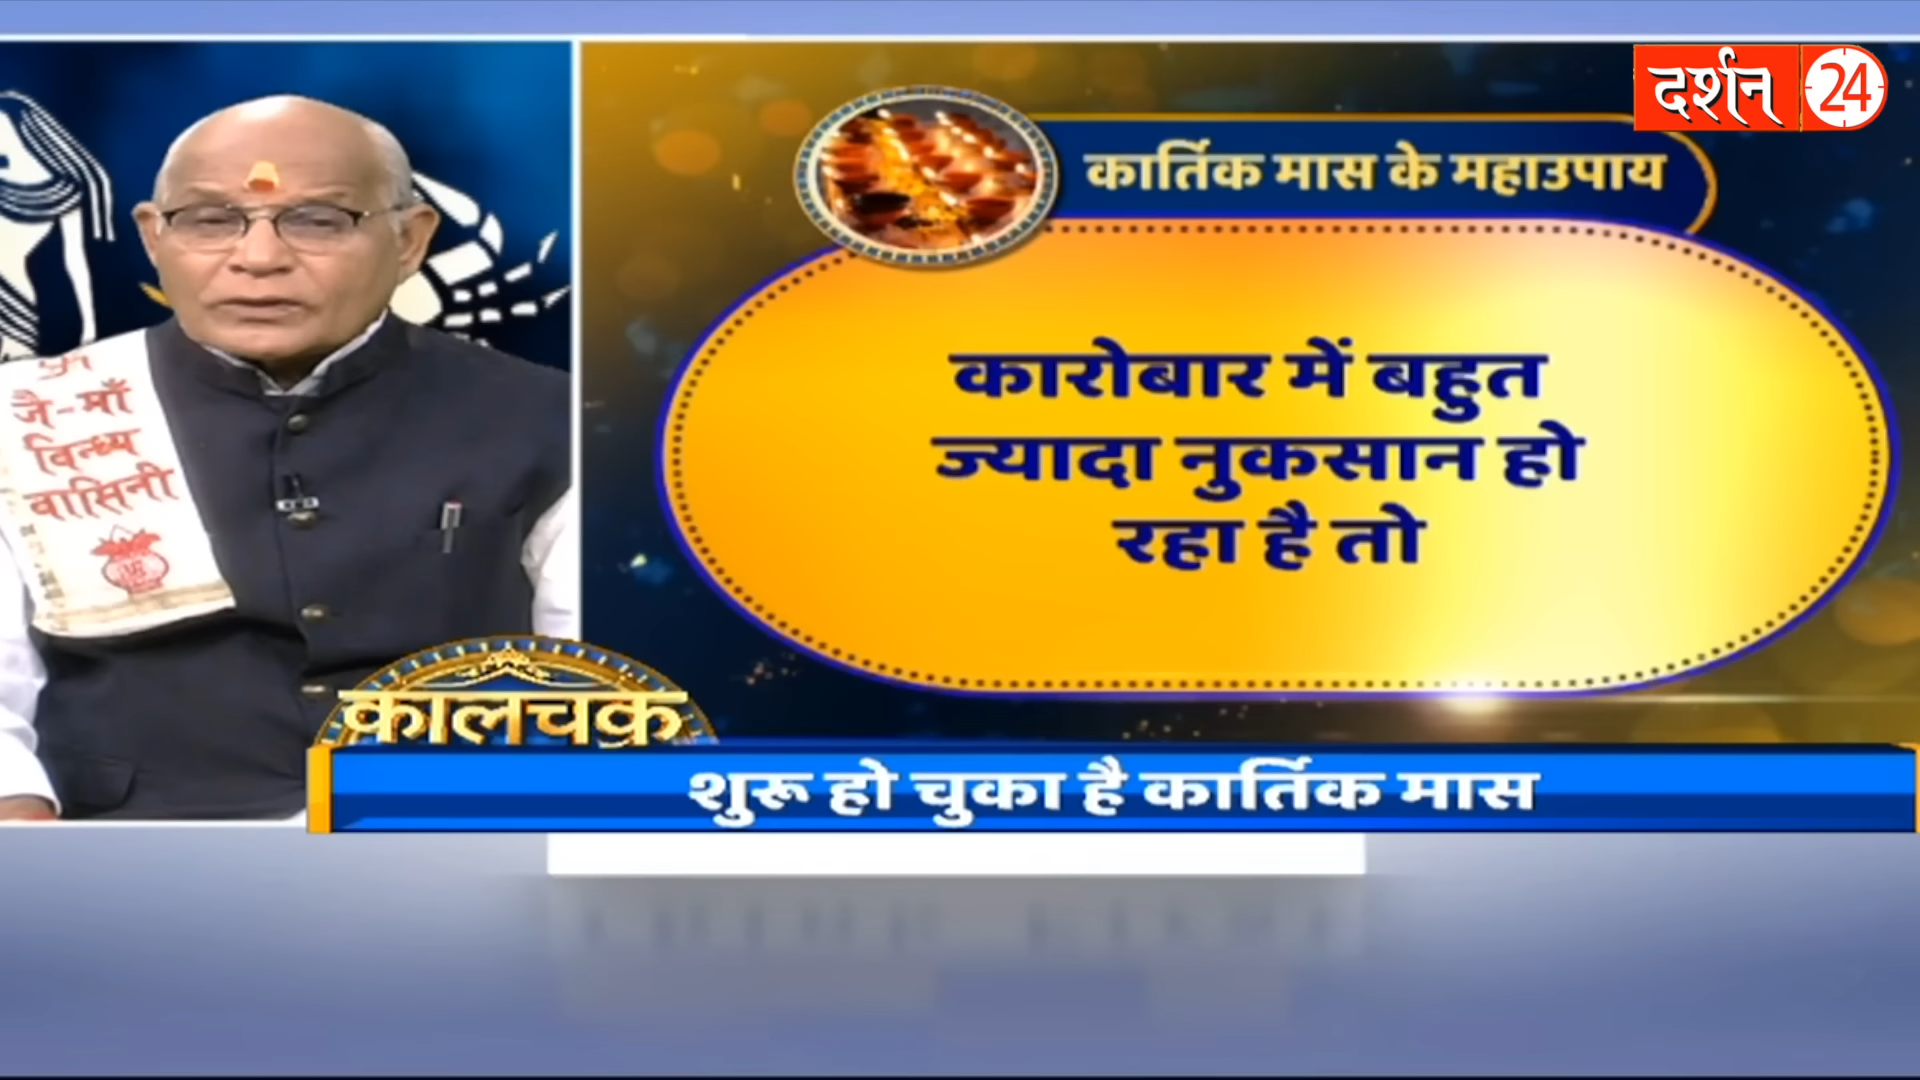 दर्शन 24
कार्तिक मास के महाउपाय
कारोबार में बहुत
ज्यादा नुकसान हो
रहा है तो
जै-माँ
विन्ध्य
वासिनी
कालचक्र
शुरू हो चुका है कार्तिक मास